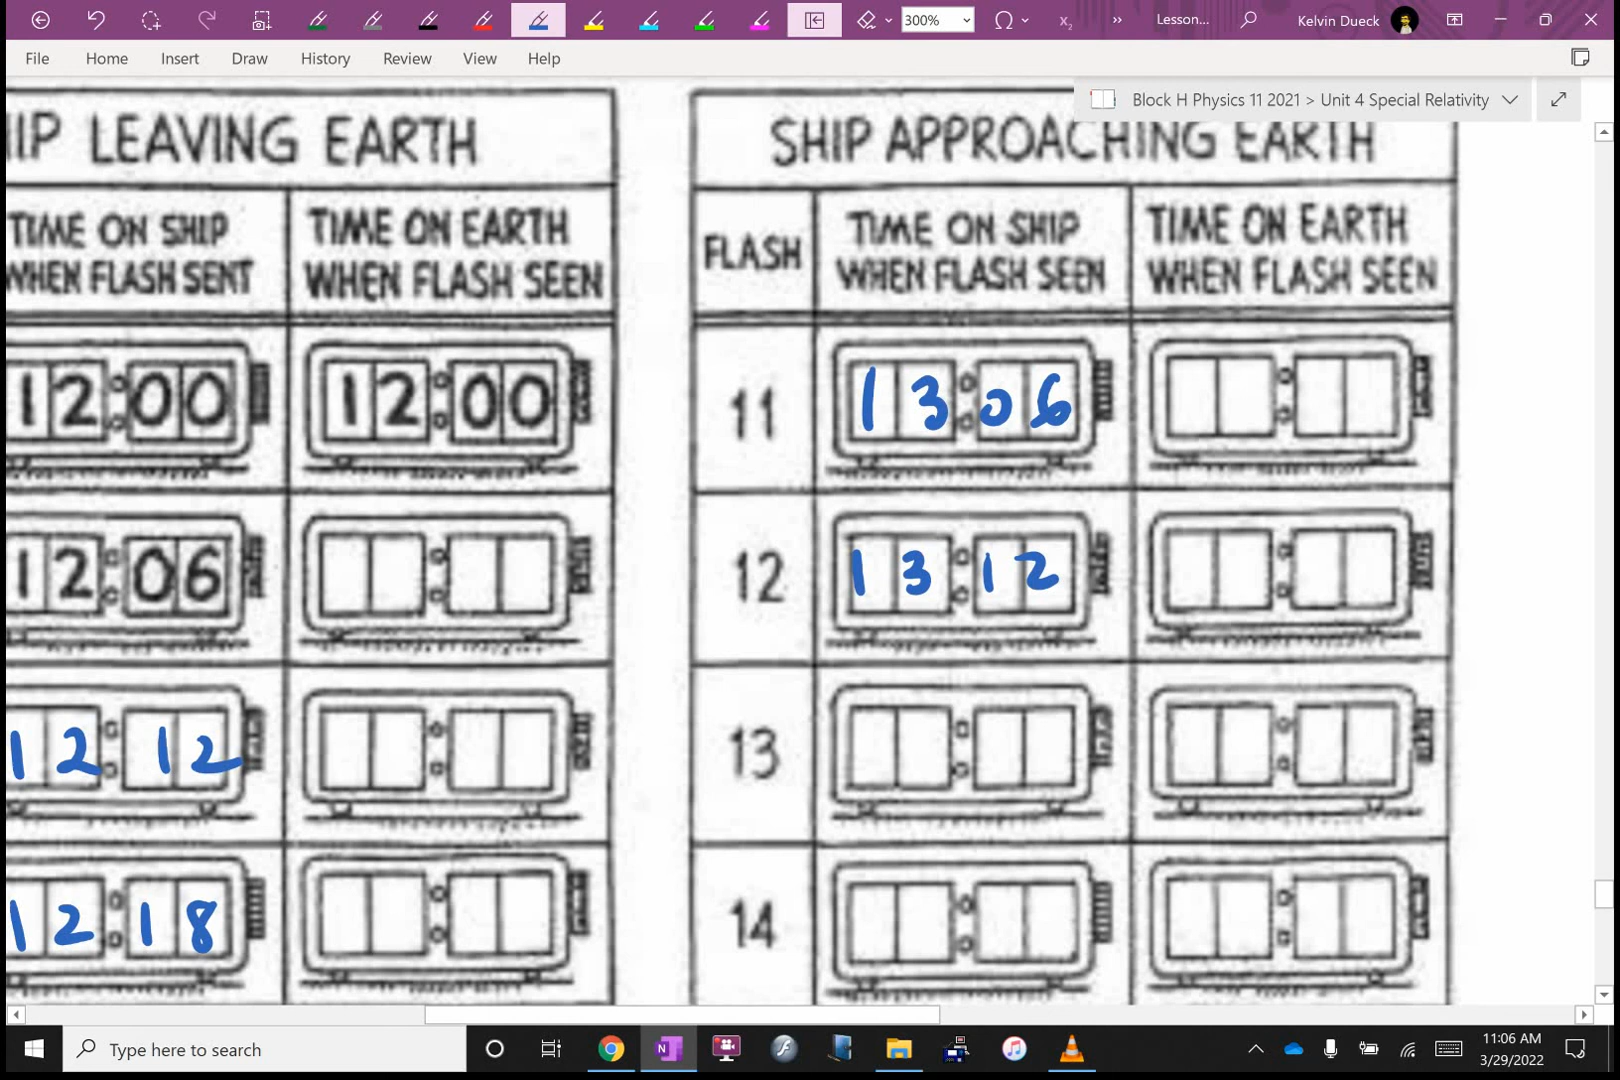 300%
Lesson...
Kelvin Dueck
File Home Insert Draw History Review View Help
Block H Physics 11 2021 > Unit 4 Special Relativity
IP LEAVING EARTH
TIME ON SHIP
WHEN FLASH SENT
TIME ON EARTH
WHEN FLASH SEEN
12:00
12:00
12:06
12:12
12:18
SHIP APPROACHING EARTH
FLASH
TIME ON SHIP
WHEN FLASH SEEN
TIME ON EARTH
WHEN FLASH SEEN
11
13:06
12
13:12
13
14
Type here to search
11:06 AM
3/29/2022